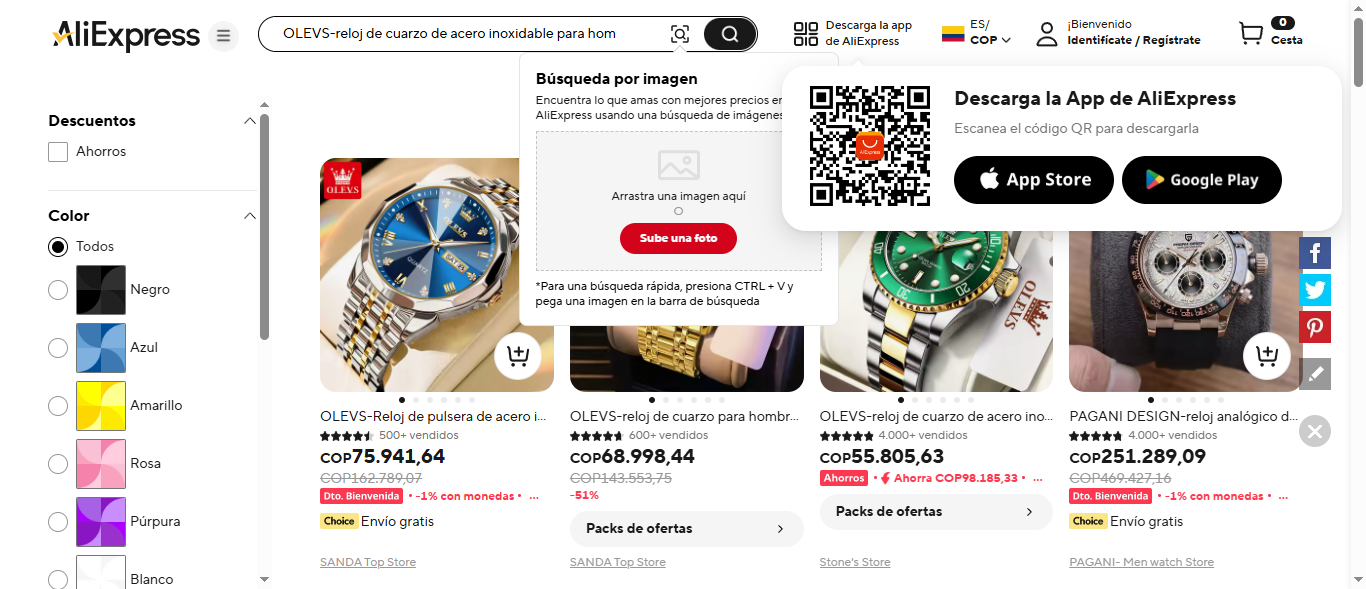 AliExpress
OLEVS-reloj de cuarzo de acero inoxidable para hom
Descarga la app
de AliExpress
ES/
COP
¡Bienvenido
Identifícate / Regístrate
0
Cesta
Búsqueda por imagen
Encuentra lo que amas con mejores precios en
AliExpress usando una búsqueda de imágenes
Arrastra una imagen aquí
O
Sube una foto
*Para una búsqueda rápida, presiona CTRL + V y
pega una imagen en la barra de búsqueda
Descarga la App de AliExpress
Escanea el código QR para descargarla
AliExpress
App Store
Google Play
Descuentos
Ahorros
Color
Todos
Negro
Azul
Amarillo
Rosa
Púrpura
Blanco
OLEVS
OLEVS
QUARTZ
OLEVS
OLEVS-Reloj de pulsera de acero i...
500+ vendidos
COP75.941,64
COP162.789,07
Dto. Bienvenida
-1% con monedas
...
Choice Envío gratis
SANDA Top Store
OLEVS-reloj de cuarzo para hombr...
600+ vendidos
COP68.998,44
COP143.553,75
-51%
Packs de ofertas
SANDA Top Store
OLEVS-reloj de cuarzo de acero ino...
4.000+ vendidos
COP55.805,63
Ahorros
Ahorra COP98.185,33
...
Packs de ofertas
Stone's Store
PAGANI DESIGN-reloj analógico d...
4.000+ vendidos
COP251.289,09
COP469.427,16
Dto. Bienvenida
-1% con monedas
...
Choice Envío gratis
PAGANI- Men watch Store